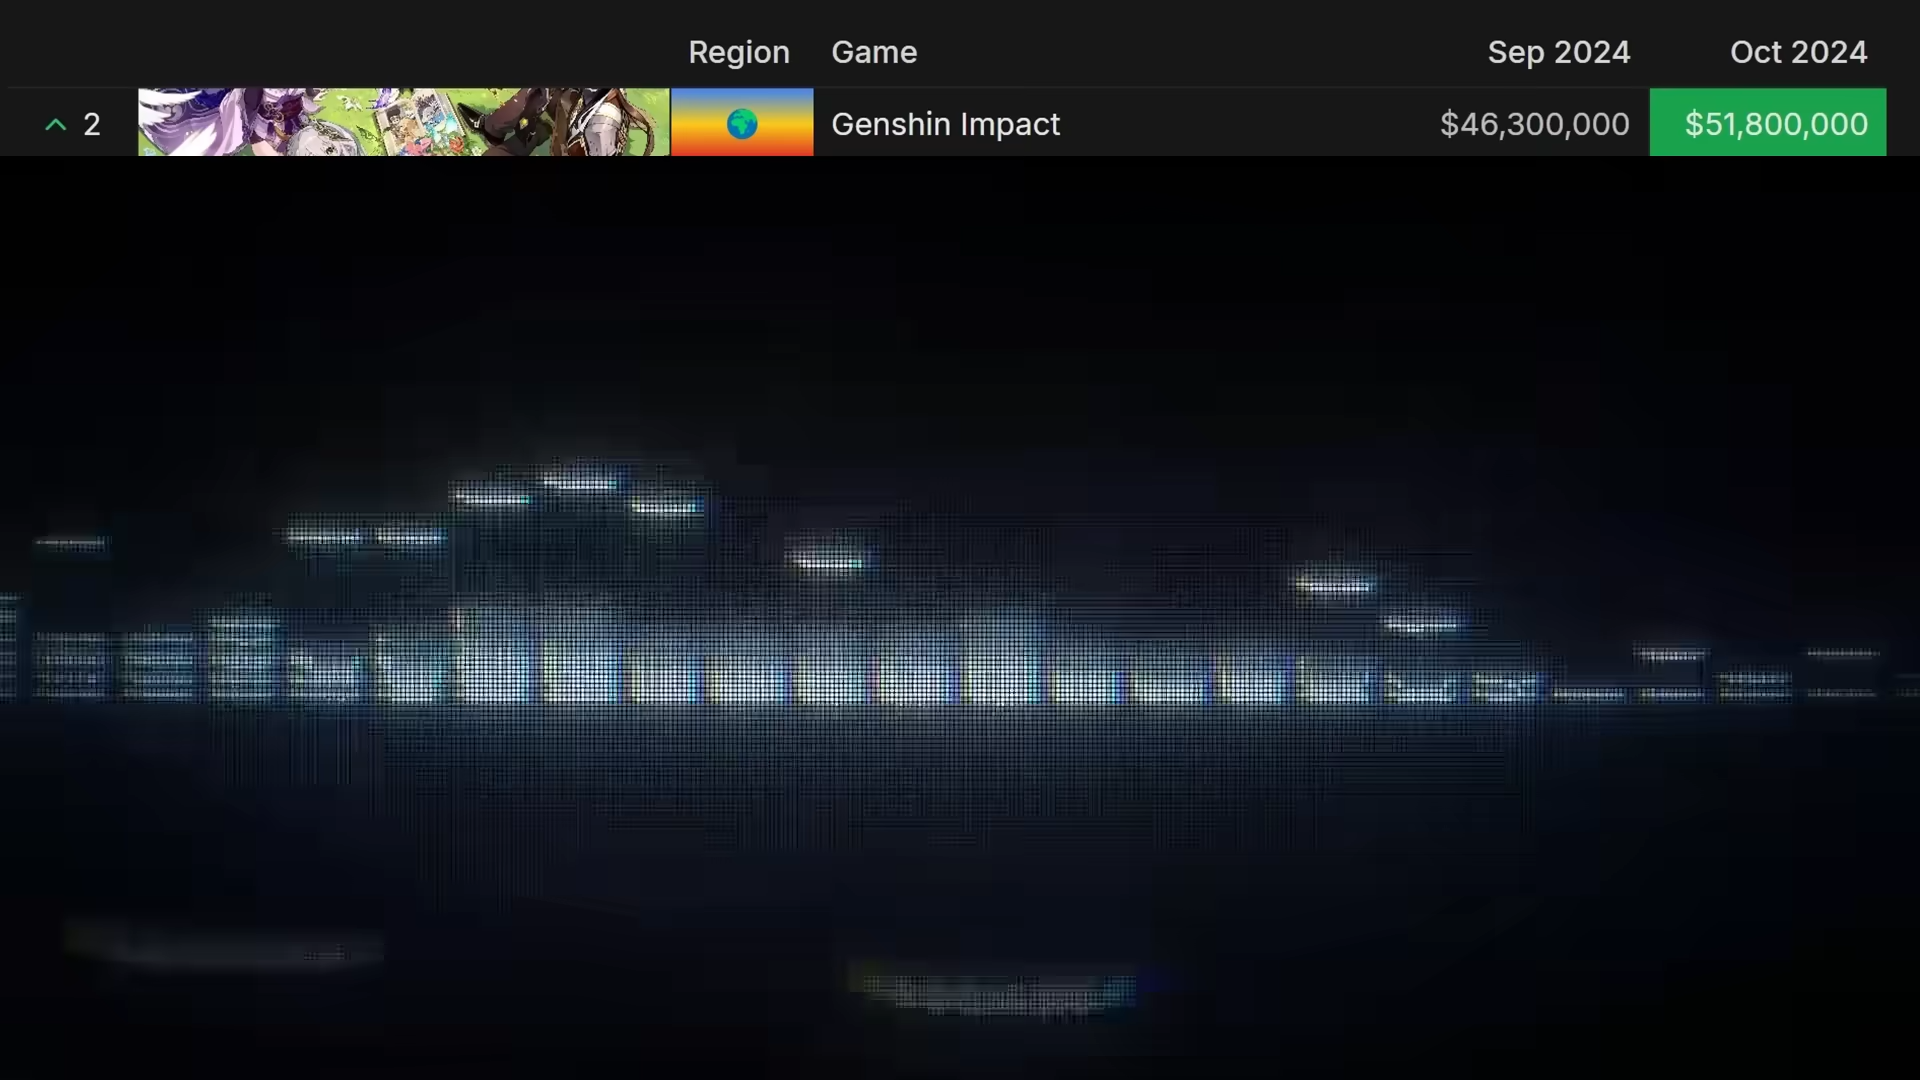 Region Game Sep 2024 Oct 2024
2 Genshin Impact $46,300,000 $51,800,000